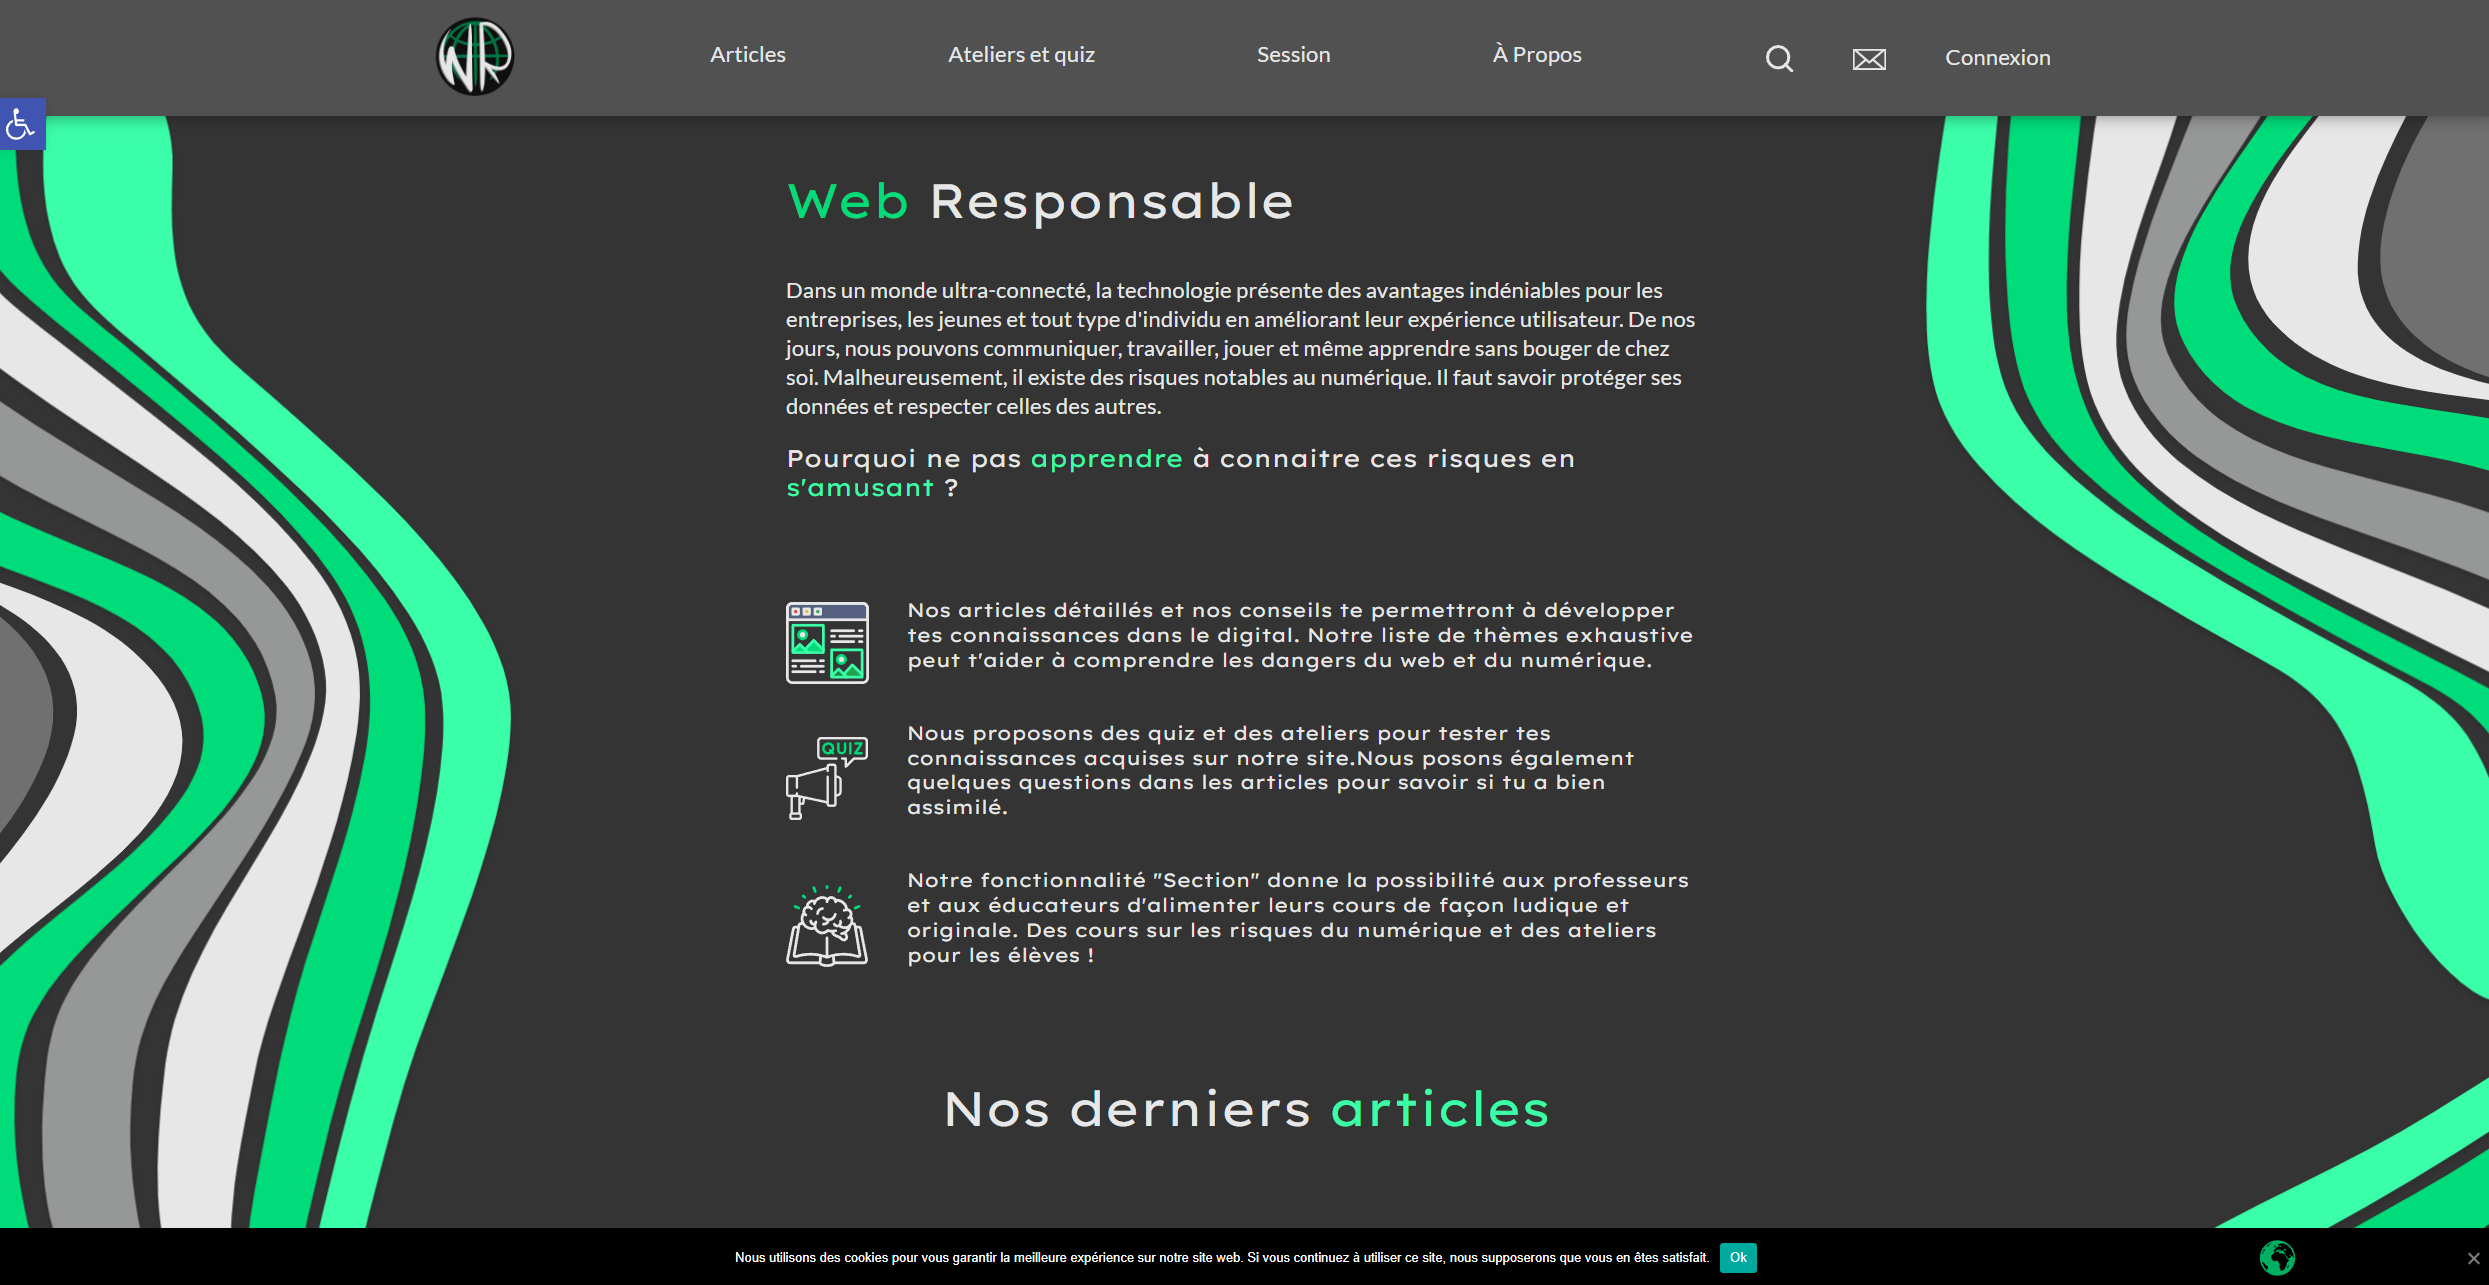 WR
Articles
Ateliers et quiz
Session
À Propos
Connexion
Web Responsable
Dans un monde ultra-connecté, la technologie présente des avantages indéniables pour les
entreprises, les jeunes et tout type d'individu en améliorant leur expérience utilisateur. De nos
jours, nous pouvons communiquer, travailler, jouer et même apprendre sans bouger de chez
soi. Malheureusement, il existe des risques notables au numérique. Il faut savoir protéger ses
données et respecter celles des autres.
Pourquoi ne pas apprendre à connaitre ces risques en
s'amusant ?
Nos articles détaillés et nos conseils te permettront à développer
tes connaissances dans le digital. Notre liste de thèmes exhaustive
peut t'aider à comprendre les dangers du web et du numérique.
QUIZ
Nous proposons des quiz et des ateliers pour tester tes
connaissances acquises sur notre site.Nous posons également
quelques questions dans les articles pour savoir si tu a bien
assimilé.
Notre fonctionnalité "Section" donne la possibilité aux professeurs
et aux éducateurs d'alimenter leurs cours de façon ludique et
originale. Des cours sur les risques du numérique et des ateliers
pour les élèves !
Nos derniers articles
Nous utilisons des cookies pour vous garantir la meilleure expérience sur notre site web. Si vous continuez à utiliser ce site, nous supposerons que vous en êtes satisfait.
Ok